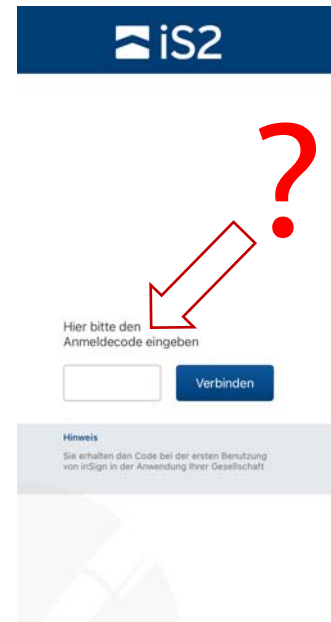 iS2
?
Hier bitte den
Anmeldecode eingeben
Verbinden
Hinweis
Sie erhalten den Code bei der ersten Benutzung
von inSign in der Anwendung Ihrer Gesellschaft